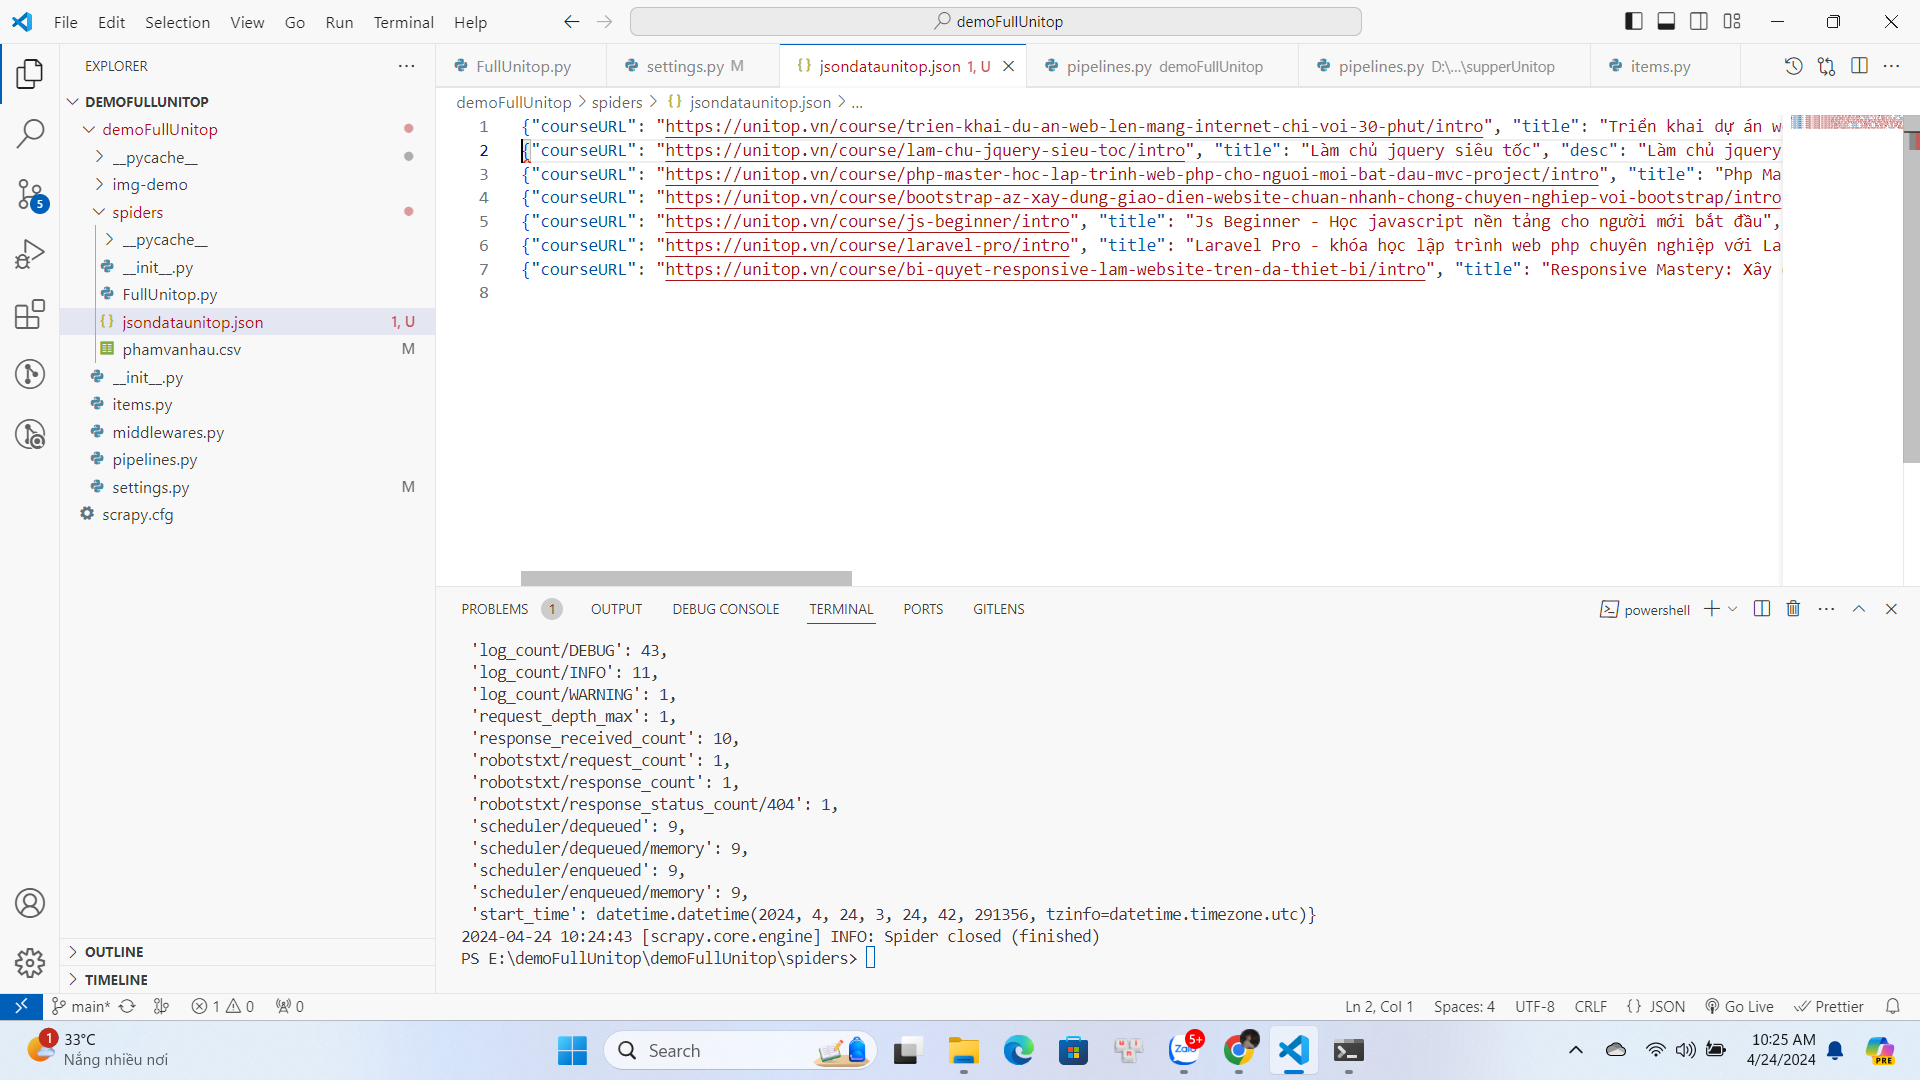 File Edit Selection View Go Run Terminal Help
demoFullUnitop
EXPLORER
FullUnitop.py
settings.py M
jsondataunitop.json 1, U
pipelines.py demoFullUnitop
pipelines.py D:\...\supperUnitop
items.py
DEMOFULLUNITOP
demoFullUnitop
__pycache__
img-demo
spiders
__pycache__
__init__.py
FullUnitop.py
jsondataunitop.json 1, U
phamvanhau.csv M
__init__.py
items.py
middlewares.py
pipelines.py
settings.py M
scrapy.cfg
OUTLINE
TIMELINE
5
demoFullUnitop > spiders > {} jsondataunitop.json > ...
1 {"courseURL": "https://unitop.vn/course/trien-khai-du-an-web-len-mang-internet-chi-voi-30-phut/intro", "title": "Triển khai dự án w
2 {"courseURL": "https://unitop.vn/course/lam-chu-jquery-sieu-toc/intro", "title": "Làm chủ jquery siêu tốc", "desc": "Làm chủ jquery
3 {"courseURL": "https://unitop.vn/course/php-master-hoc-lap-trinh-web-php-cho-nguoi-moi-bat-dau-mvc-project/intro", "title": "Php Ma
4 {"courseURL": "https://unitop.vn/course/bootstrap-az-xay-dung-giao-dien-website-chuan-nhanh-chong-chuyen-nghiep-voi-bootstrap/intro
5 {"courseURL": "https://unitop.vn/course/js-beginner/intro", "title": "Js Beginner - Học javascript nền tảng cho người mới bắt đầu",
6 {"courseURL": "https://unitop.vn/course/laravel-pro/intro", "title": "Laravel Pro - khóa học lập trình web php chuyên nghiệp với La
7 {"courseURL": "https://unitop.vn/course/bi-quyet-responsive-lam-website-tren-da-thiet-bi/intro", "title": "Responsive Mastery: Xây
8
PROBLEMS 1 OUTPUT DEBUG CONSOLE TERMINAL PORTS GITLENS
powershell
'log_count/DEBUG': 43,
'log_count/INFO': 11,
'log_count/WARNING': 1,
'request_depth_max': 1,
'response_received_count': 10,
'robotstxt/request_count': 1,
'robotstxt/response_count': 1,
'robotstxt/response_status_count/404': 1,
'scheduler/dequeued': 9,
'scheduler/dequeued/memory': 9,
'scheduler/enqueued': 9,
'scheduler/enqueued/memory': 9,
'start_time': datetime.datetime(2024, 4, 24, 3, 24, 42, 291356, tzinfo=datetime.timezone.utc)}
2024-04-24 10:24:43 [scrapy.core.engine] INFO: Spider closed (finished)
PS E:\demoFullUnitop\demoFullUnitop\spiders>
main* 1 0 0
Ln 2, Col 1 Spaces: 4 UTF-8 CRLF {} JSON Go Live Prettier
1 33°C
Nắng nhiều nơi
Search
Zalo 5+
PRE
10:25 AM
4/24/2024